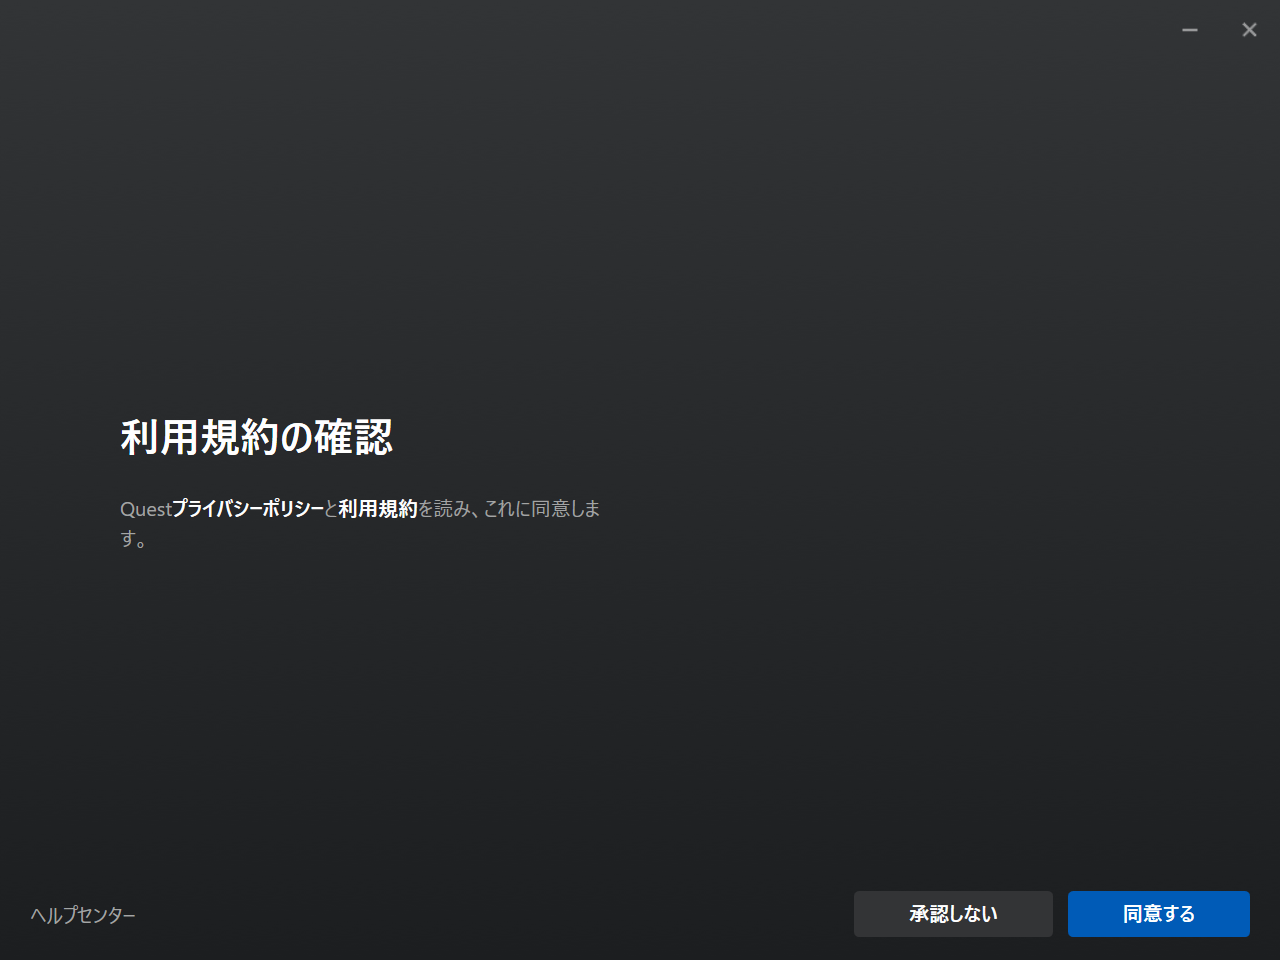 利用規約の確認
Questプライバシーポリシーと利用規約を読み、これに同意しま
す。
ヘルプセンター
承認しない
同意する